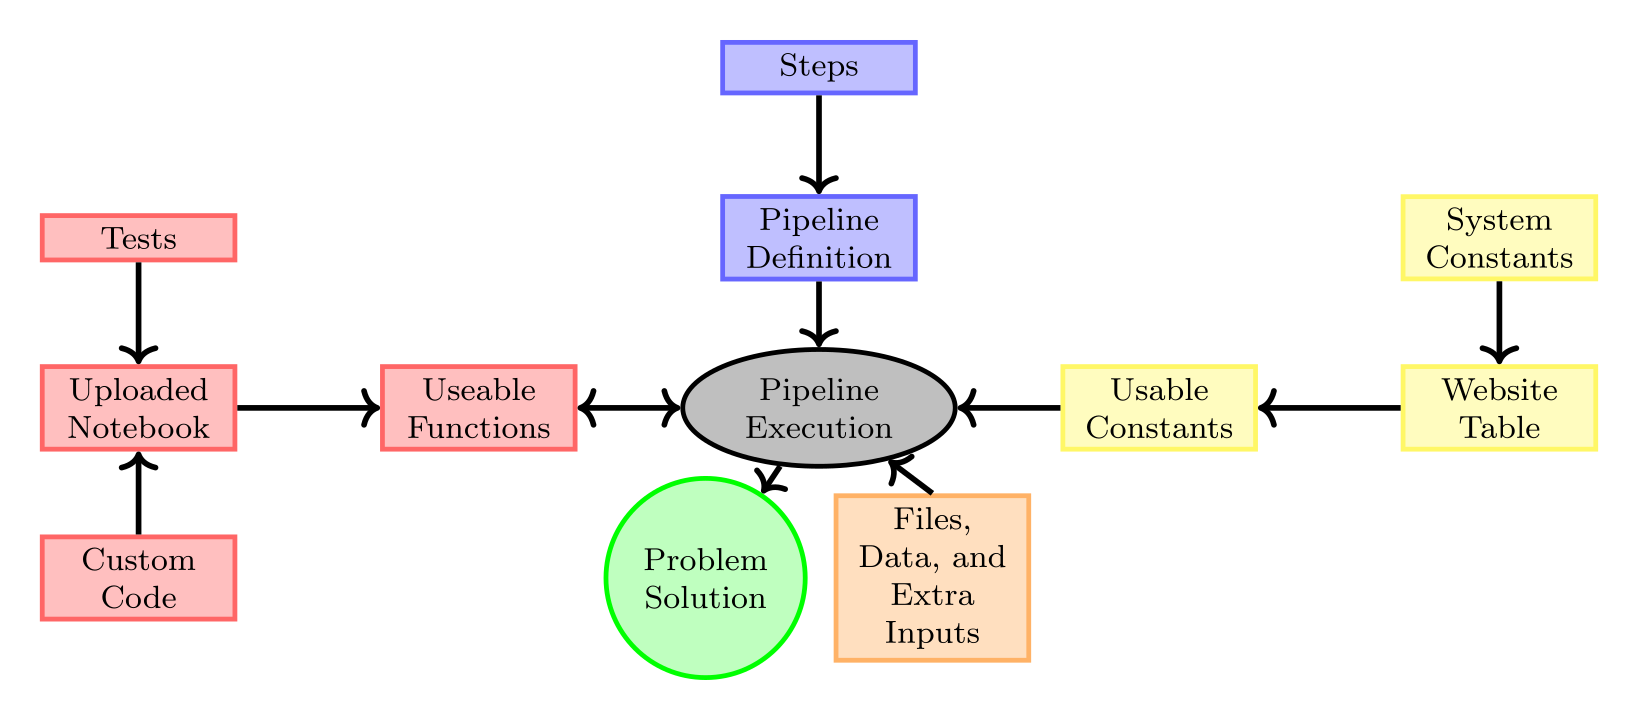 Steps
Tests
Pipeline
Definition
System
Constants
Uploaded
Notebook
Useable
Functions
Pipeline
Execution
Usable
Constants
Website
Table
Custom
Code
Problem
Solution
Files,
Data, and
Extra
Inputs